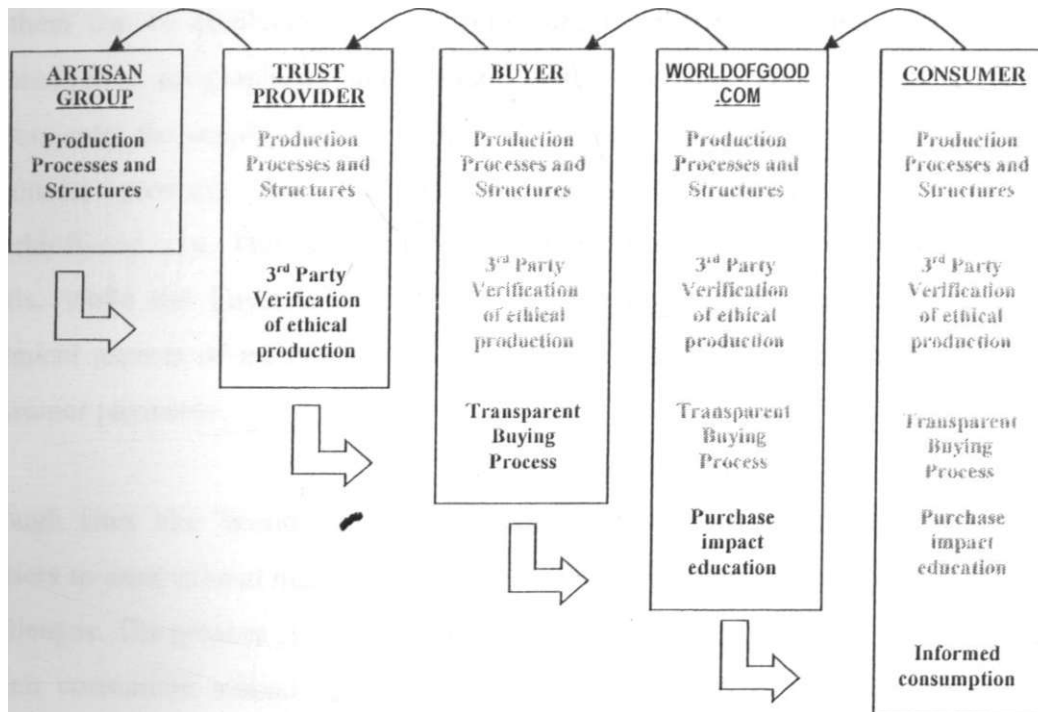 ARTISAN
GROUP
Production
Processes and
Structures
TRUST
PROVIDER
Production
Processes and
Structures
3rd Party
Verification
of ethical
production
BUYER
Production
Processes and
Structures
3rd Party
Verification
of ethical
production
Transparent
Buying
Process
WORLDOFGOOD
.COM
Production
Processes and
Structures
3rd Party
Verification
of ethical
production
Transparent
Buying
Process
Purchase
impact
education
CONSUMER
Production
Processes and
Structures
3rd Party
Verification
of ethical
production
Transparent
Buying
Process
Purchase
impact
education
Informed
consumption